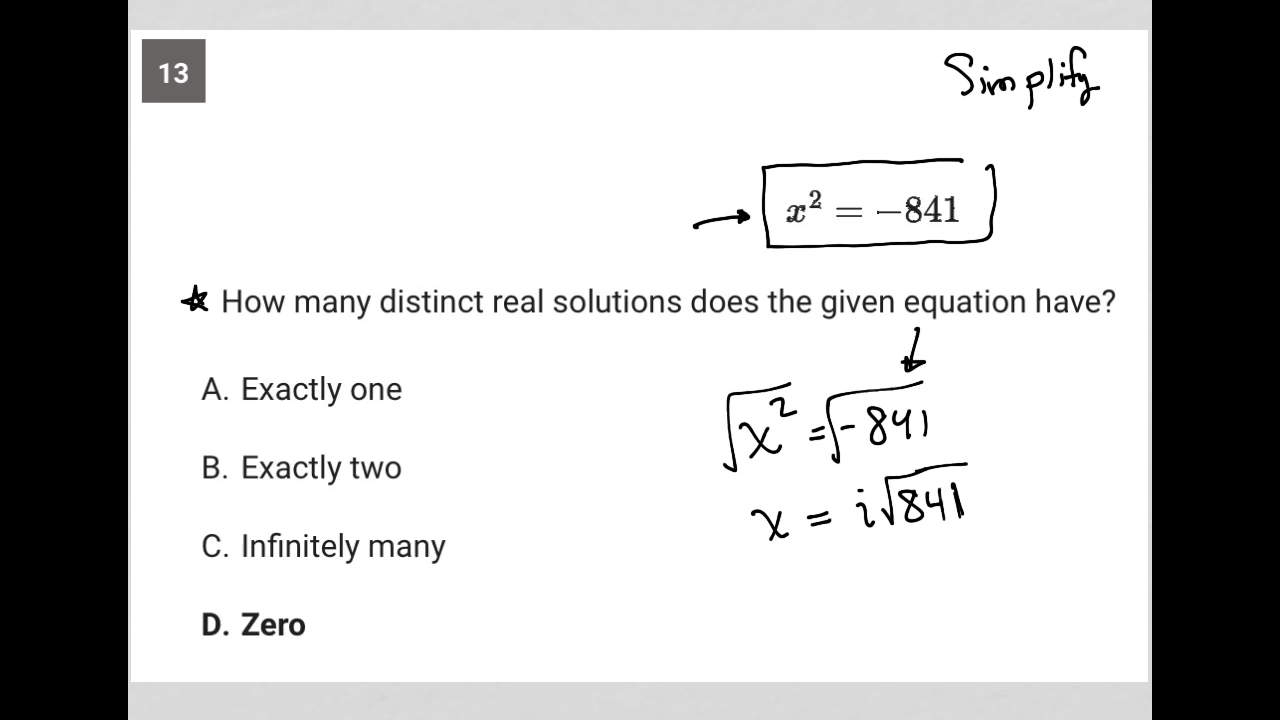 13
Simplify
x² = −841
How many distinct real solutions does the given equation have?
A. Exactly one
B. Exactly two
C. Infinitely many
D. Zero
√x² = √-841
x = i√841